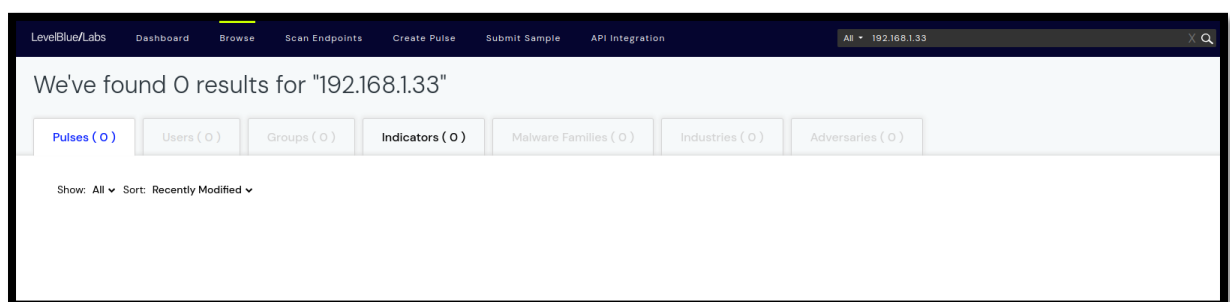 LevelBlue/Labs Dashboard Browse Scan Endpoints Create Pulse Submit Sample API Integration All 192.168.1.33 X
We've found 0 results for "192.168.1.33"
Pulses ( 0 ) Users ( 0 ) Groups ( 0 ) Indicators ( 0 ) Malware Families ( 0 ) Industries ( 0 ) Adversaries ( 0 )
Show: All Sort: Recently Modified